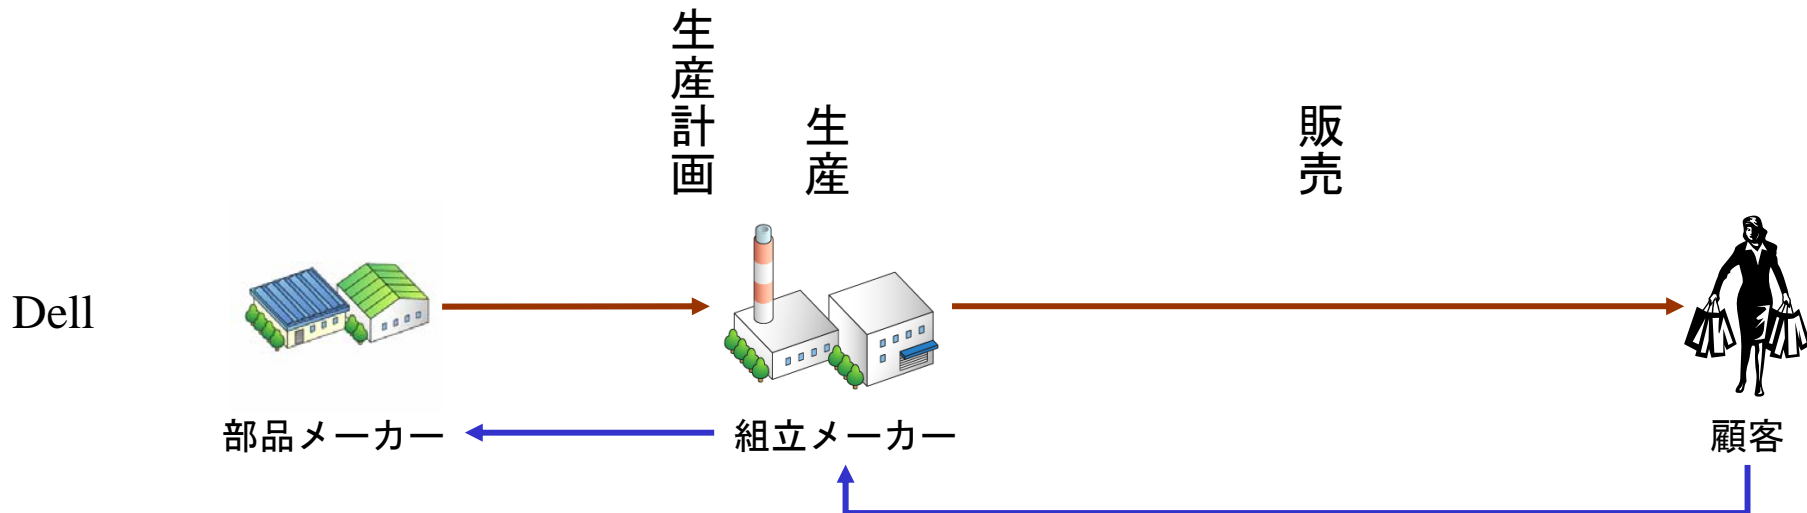 生産計画
生産
販売
Dell
部品メーカー
組立メーカー
顧客